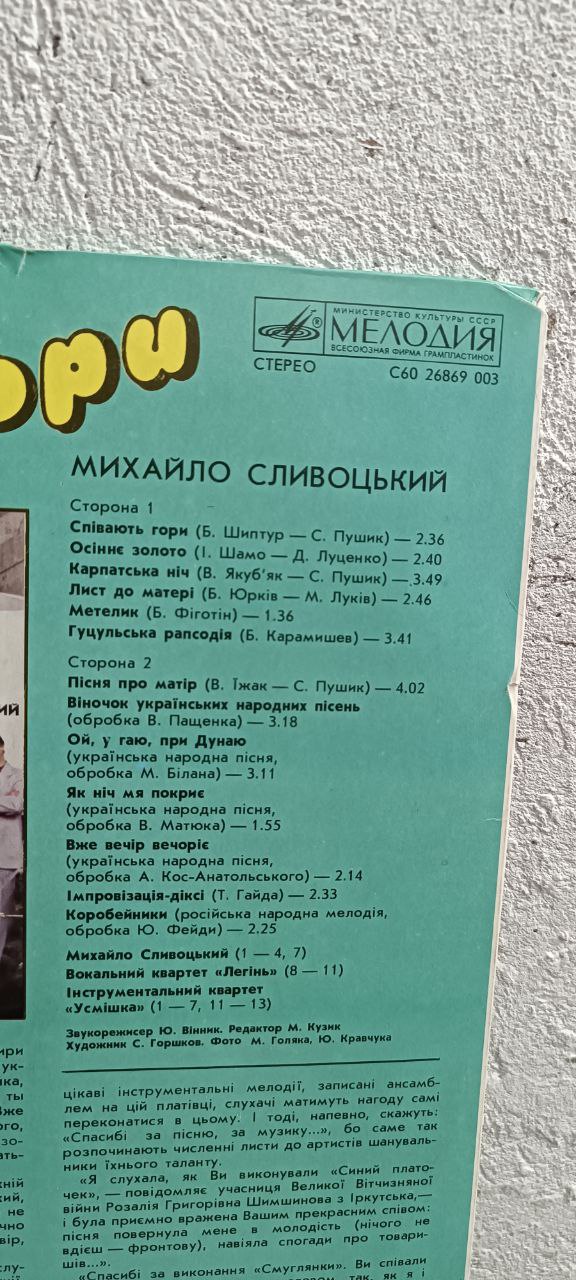 МИНИСТЕРСТВО КУЛЬТУРЫ СССР
МЕЛОДИЯ
ВСЕСОЮЗНАЯ ФИРМА ГРАМПЛАСТИНОК
СТЕРЕО С60 26869 003
ори
МИХАЙЛО СЛИВОЦЬКИЙ
Сторона 1
Співають гори (Б. Шиптур — С. Пушик) — 2.36
Осіннє золото (І. Шамо — Д. Луценко) — 2.40
Карпатська ніч (В. Якуб'як — С. Пушик) — 3.49
Лист до матері (Б. Юрків — М. Луків) — 2.46
Метелик (Б. Фіготін) — 1.36
Гуцульська рапсодія (Б. Карамишев) — 3.41
Сторона 2
Пісня про матір (В. Їжак — С. Пушик) — 4.02
Віночок українських народних пісень
(обробка В. Пащенка) — 3.18
Ой, у гаю, при Дунаю
(українська народна пісня,
обробка М. Білана) — 3.11
Як ніч мя покриє
(українська народна пісня,
обробка В. Матюка) — 1.55
Вже вечір вечоріє
(українська народна пісня,
обробка А. Кос-Анатольського) — 2.14
Імпровізація-діксі (Т. Гайда) — 2.33
Коробейники (російська народна мелодія,
обробка Ю. Фейди) — 2.25
Михайло Сливоцький (1 — 4, 7)
Вокальний квартет «Легінь» (8 — 11)
Інструментальний квартет
«Усмішка» (1 — 7, 11 — 13)
Звукорежисер Ю. Вінник. Редактор М. Кузик
Художник С. Горшков. Фото М. Голяка, Ю. Кравчука
цікаві інструментальні мелодії, записані ансамб-
лем на цій платівці, слухачі матимуть нагоду самі
переконатися в цьому. І тоді, напевно, скажуть:
«Спасибі за пісню, за музику...», бо саме так
розпочинають численні листи до артистів шануваль-
ники їхнього таланту.
«Я слухала, як Ви виконували «Синий плато-
чек», — повідомляє учасниця Великої Вітчизняної
війни Розалія Григорівна Шимшинова з Іркутська,—
і була приємно вражена Вашим прекрасним співом:
пісня повернула мене в молодість (нічого не
вдієш — фронтову), навіяла спогади про товари-
шів...».
«Спасибі за виконання «Смуглянки». Ви співали